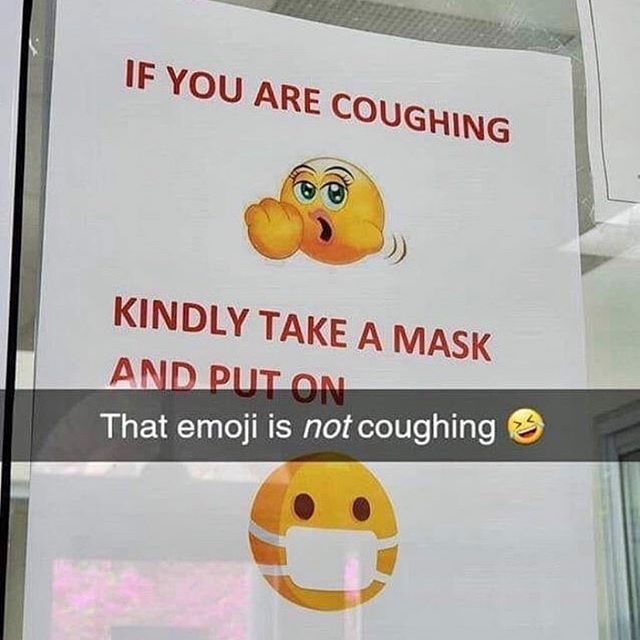 IF YOU ARE COUGHING
KINDLY TAKE A MASK
AND PUT ON
That emoji is not coughing 🤣